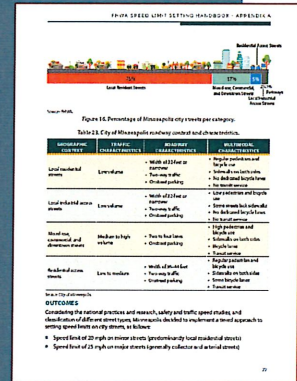 FHWA SPEED LIMIT SETTING HANDBOOK - APPENDIX A
Residential Access Streets
71%
17%
5%
Local Resident Streets
Mixed-use, Commercial,
and Downtown Streets
Parkways
Local Industrial
Access Streets
Source: FHWA.
Figure 16. Percentage of Minneapolis city streets per category.
Table 23. City of Minneapolis roadway context and characteristics.
GEOGRAPHIC CONTEXT
TRAFFIC CHARACTERISTICS
ROADWAY CHARACTERISTICS
MULTIMODAL CHARACTERISTICS
Local residential streets
Low volume
• Width of 32 feet or narrower
• Two-way traffic
• On-street parking
• Regular pedestrian and bicycle use
• Sidewalks on both sides
• No dedicated bicycle lanes
• No transit service
Local industrial access streets
Low volume
• Width of 32 feet or narrower
• Two-way traffic
• On-street parking
• Low pedestrian and bicycle use
• Some streets lack sidewalks
• No dedicated bicycle lanes
• No transit service
Mixed-use, commercial, and downtown streets
Medium to high volume
• Two to four lanes
• On-street parking
• High pedestrian and bicycle use
• Sidewalks on both sides
• Bicycle lanes
• Transit service
Residential access streets
Low to medium
• Two-way traffic
• On-street parking
• Regular pedestrian and bicycle use
• Sidewalks on both sides
• Some bicycle lanes
• Transit service
Source: City of Minneapolis.
OUTCOMES
Considering the national practices and research, safety and traffic speed studies, and
classification of different street types, Minneapolis decided to implement a tiered approach to
setting speed limits on city streets, as follows:
• Speed limit of 20 mph on minor streets (predominantly local residential streets)
• Speed limit of 25 mph on major streets (generally collector and arterial streets)